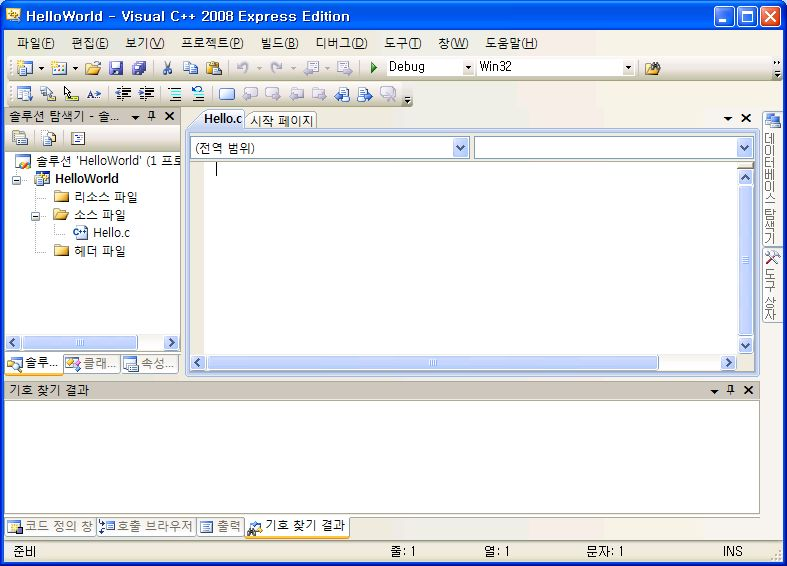 HelloWorld - Visual C++ 2008 Express Edition
파일(F) 편집(E) 보기(V) 프로젝트(P) 빌드(B) 디버그(D) 도구(T) 창(W) 도움말(H)
Debug Win32
솔루션 탐색기 - 솔...
Hello.c 시작 페이지
(전역 범위)
솔루션 'HelloWorld' (1 프로
HelloWorld
리소스 파일
소스 파일
Hello.c
헤더 파일
데이터베이스 탐색기
도구 상자
솔루... 클래... 속성...
기호 찾기 결과
코드 정의 창 호출 브라우저 출력 기호 찾기 결과
준비 줄: 1 열: 1 문자: 1 INS